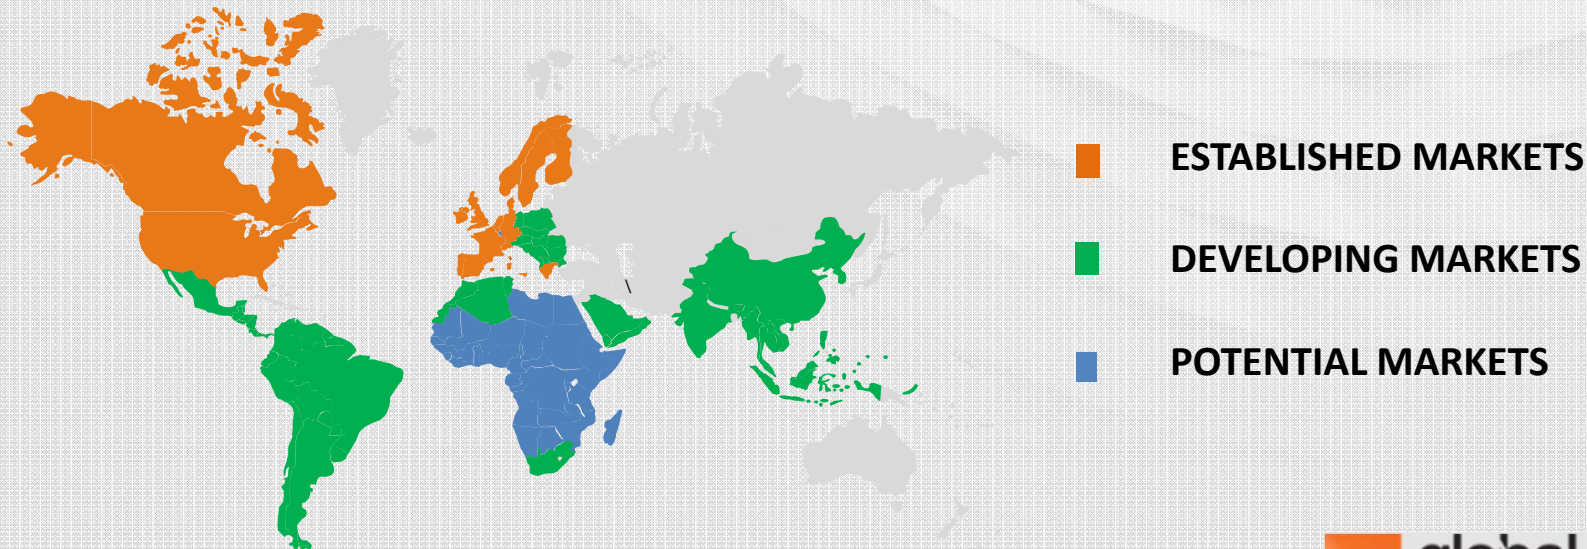 ESTABLISHED MARKETS
DEVELOPING MARKETS
POTENTIAL MARKETS